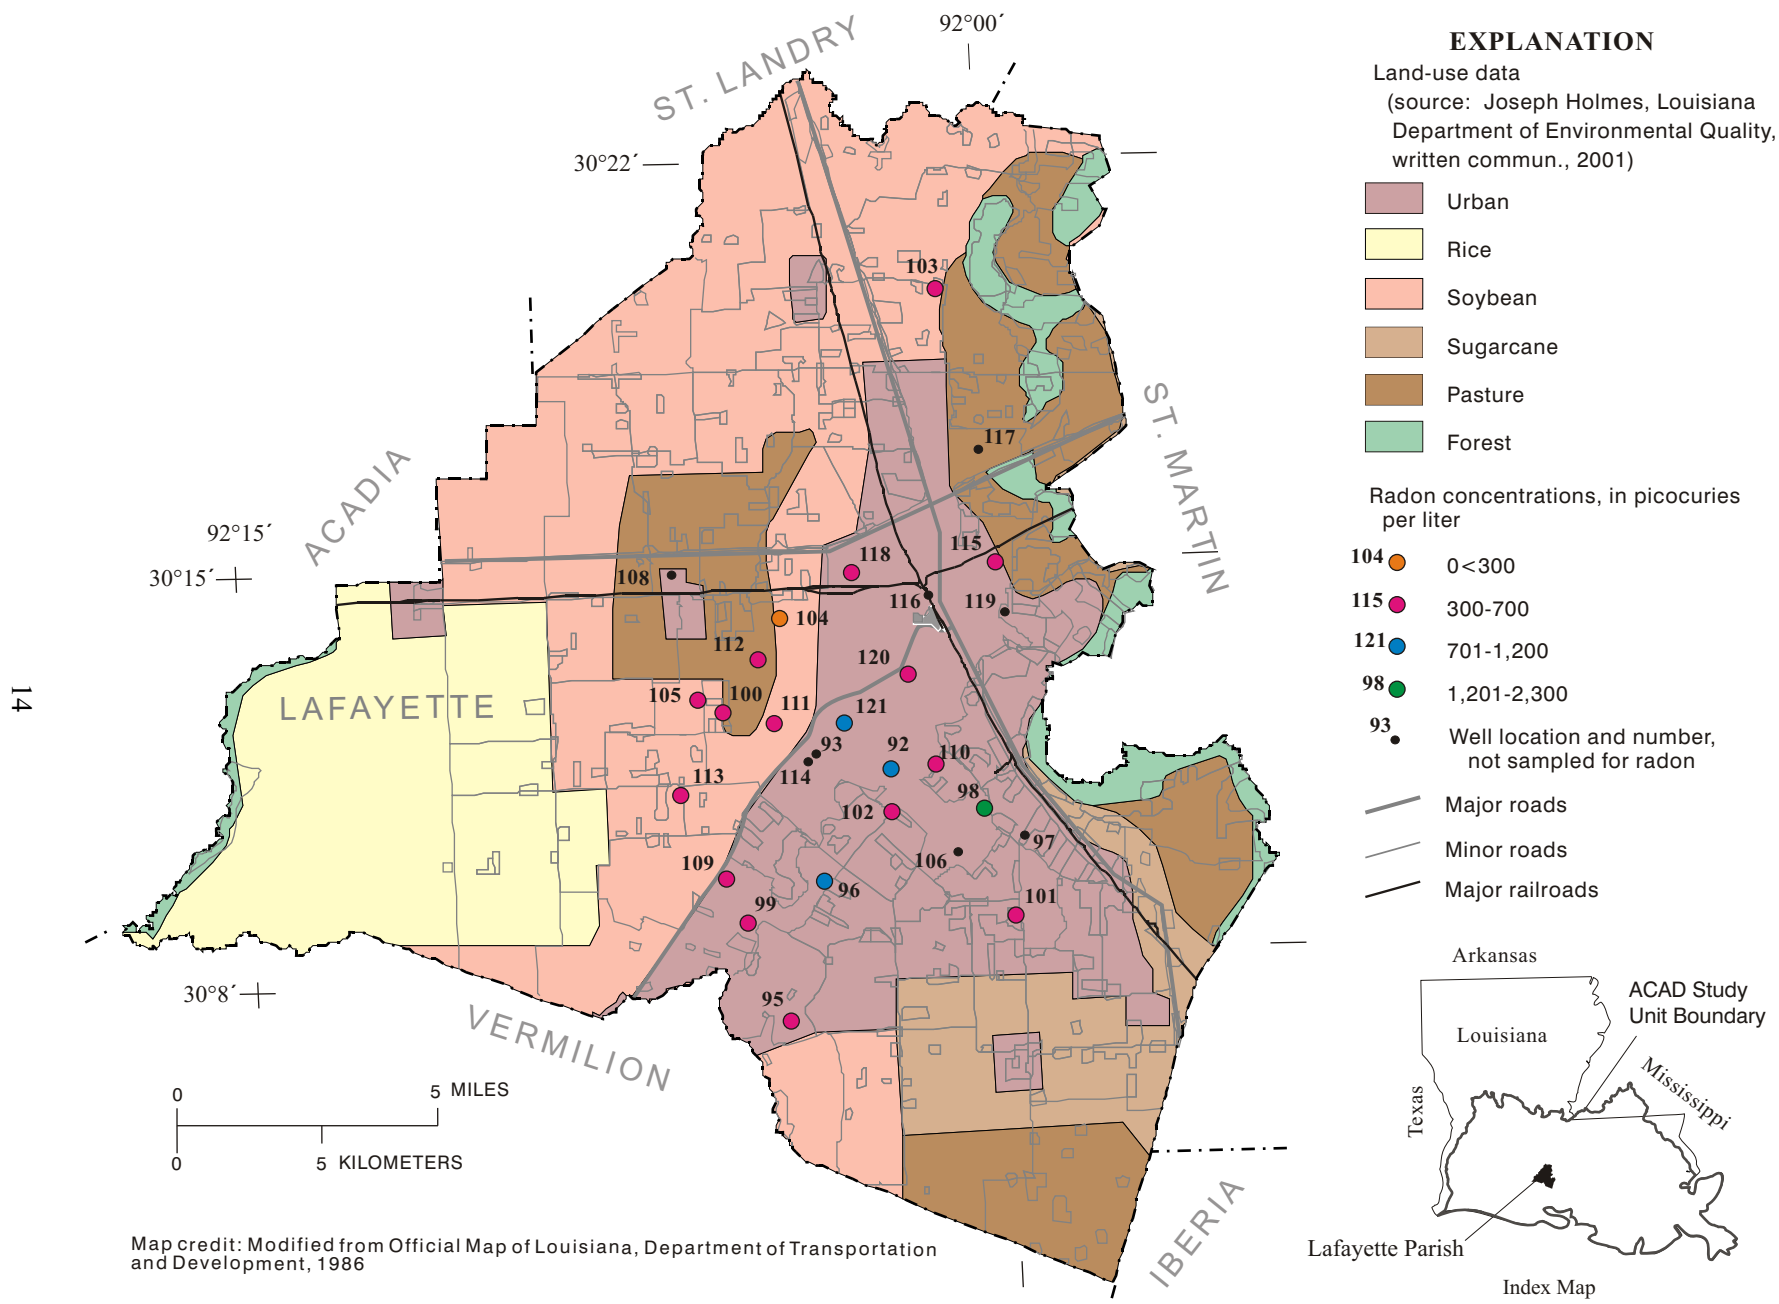 92°00´
ST. LANDRY
30°22´
103
117
ACADIA
ST. MARTIN
92°15´
30°15´
118
115
108
116
119
104
112
120
LAFAYETTE
105
100
111
121
93
114
92
110
113
98
102
97
106
109
96
99
101
95
30°8´
VERMILION
IBERIA
0
5 MILES
0
5 KILOMETERS
Map credit: Modified from Official Map of Louisiana, Department of Transportation
and Development, 1986
14
EXPLANATION
Land-use data
(source: Joseph Holmes, Louisiana
Department of Environmental Quality,
written commun., 2001)
Urban
Rice
Soybean
Sugarcane
Pasture
Forest
Radon concentrations, in picocuries
per liter
104 0<300
115 300-700
121 701-1,200
98 1,201-2,300
93 Well location and number,
not sampled for radon
Major roads
Minor roads
Major railroads
Arkansas
ACAD Study
Unit Boundary
Louisiana
Mississippi
Texas
Lafayette Parish
Index Map